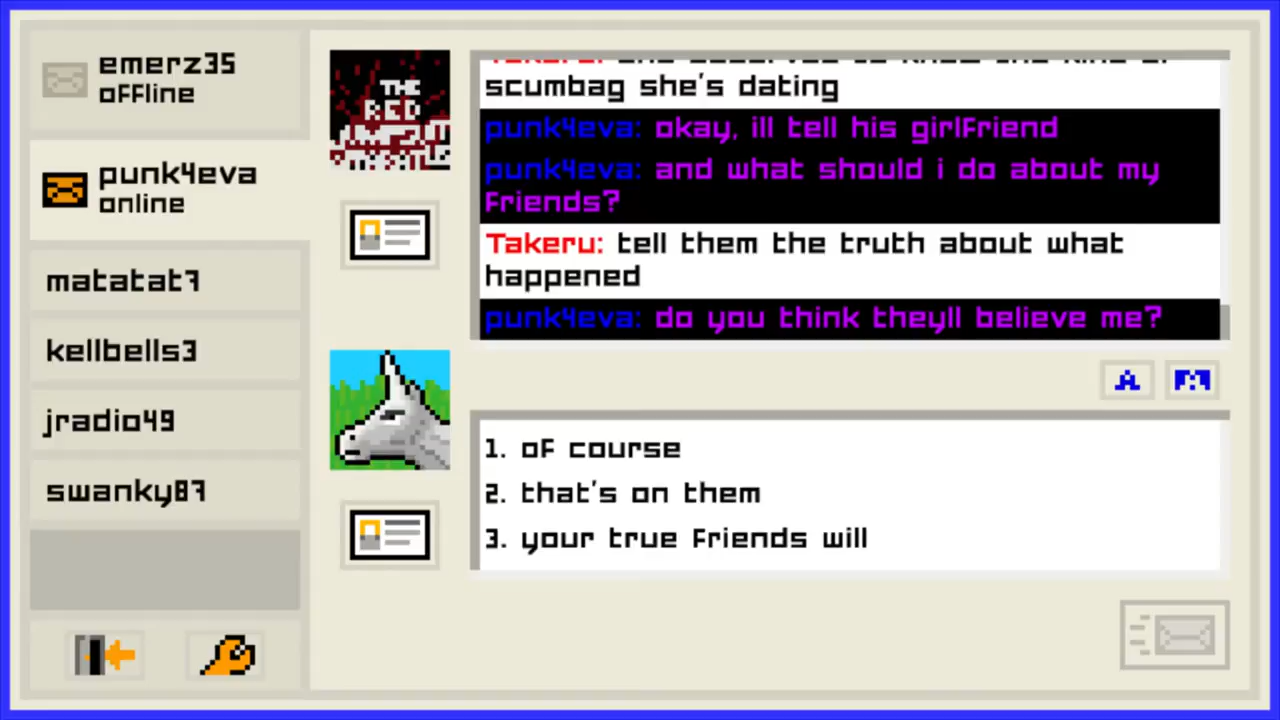 emerz35
offline
punk4eva
online
matatat7
kellbells3
jradio49
swanky87
THE
RED
scumbag she's dating
punk4eva: okay, ill tell his girlfriend
punk4eva: and what should i do about my
friends?
Takeru: tell them the truth about what
happened
punk4eva: do you think theyll believe me?
A
1. of course
2. that's on them
3. your true friends will